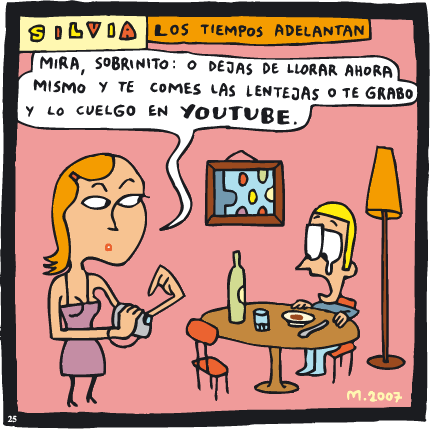 SILVIA LOS TIEMPOS ADELANTAN
MIRA, SOBRINITO: O DEJAS DE LLORAR AHORA
MISMO Y TE COMES LAS LENTEJAS O TE GRABO
Y LO CUELGO EN YOUTUBE.
M.2007
25